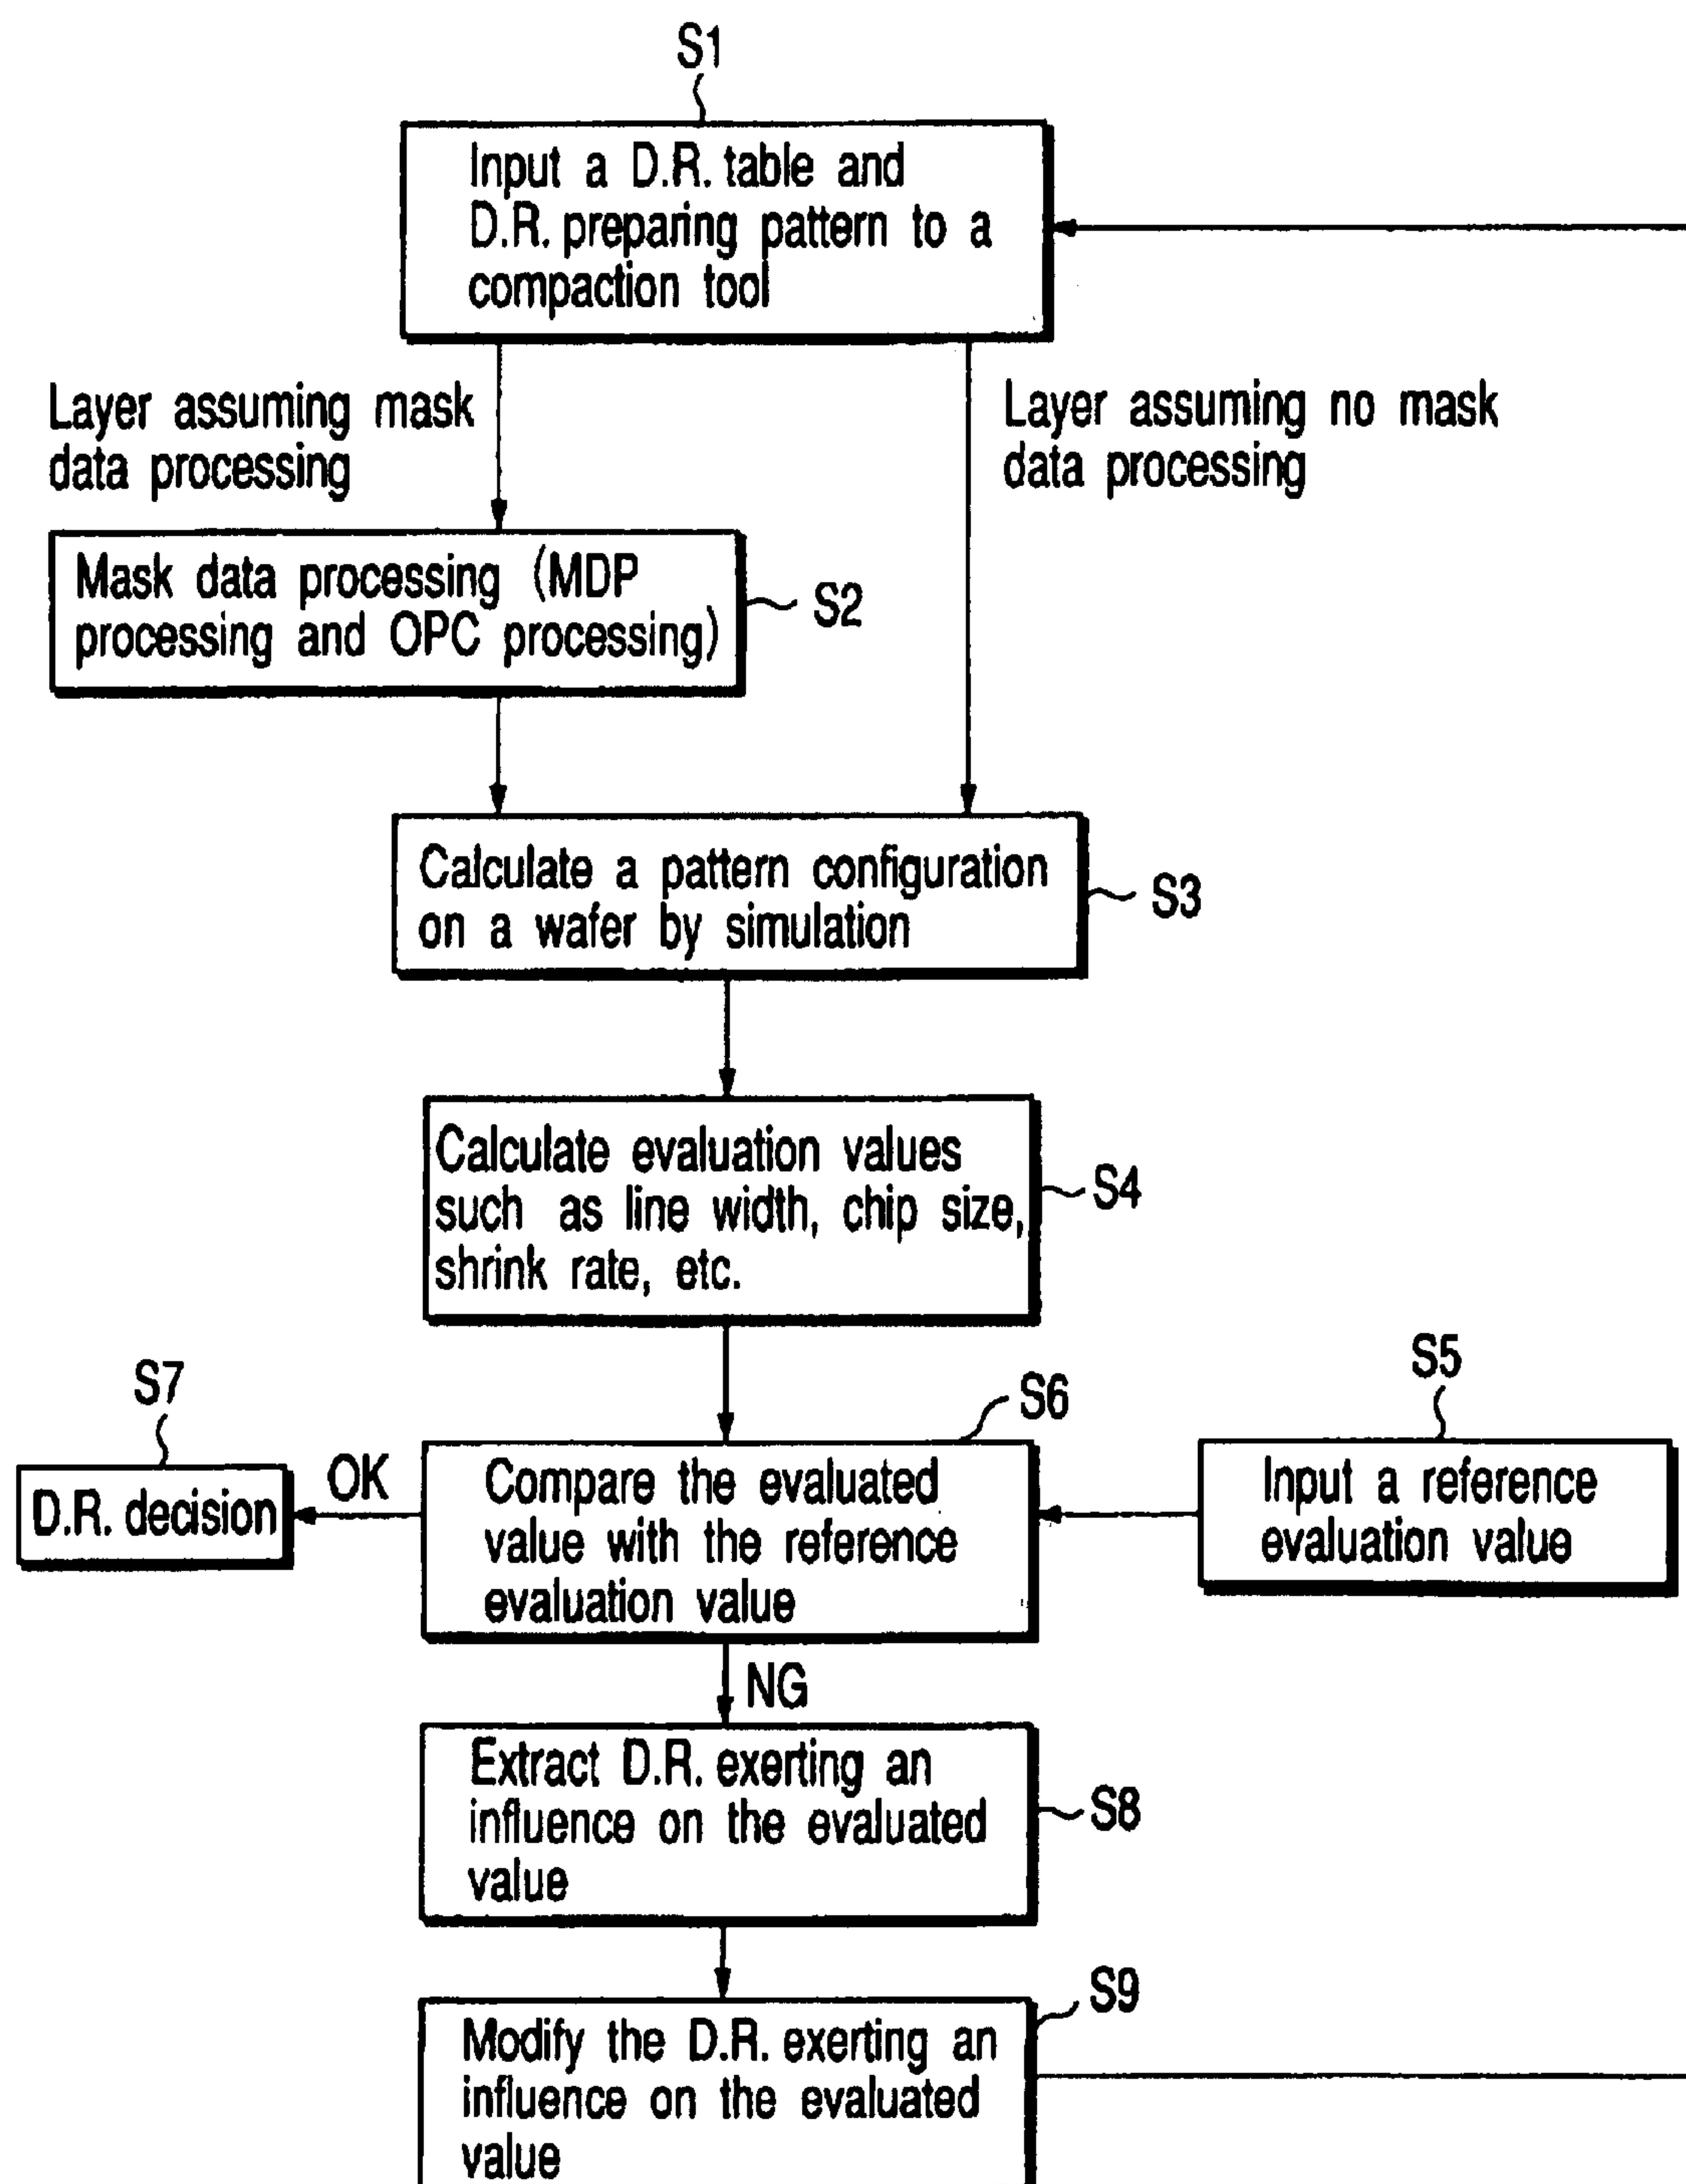 S1
Input a D.R. table and
D.R. preparing pattern to a
compaction tool
Layer assuming mask
data processing
Layer assuming no mask
data processing
Mask data processing (MDP
processing and OPC processing)
S2
Calculate a pattern configuration
on a wafer by simulation
S3
Calculate evaluation values
such as line width, chip size,
shrink rate, etc.
S4
S7
D.R. decision
OK
S6
Compare the evaluated
value with the reference
evaluation value
S5
Input a reference
evaluation value
NG
Extract D.R. exerting an
influence on the evaluated
value
S8
S9
Modify the D.R. exerting an
influence on the evaluated
value